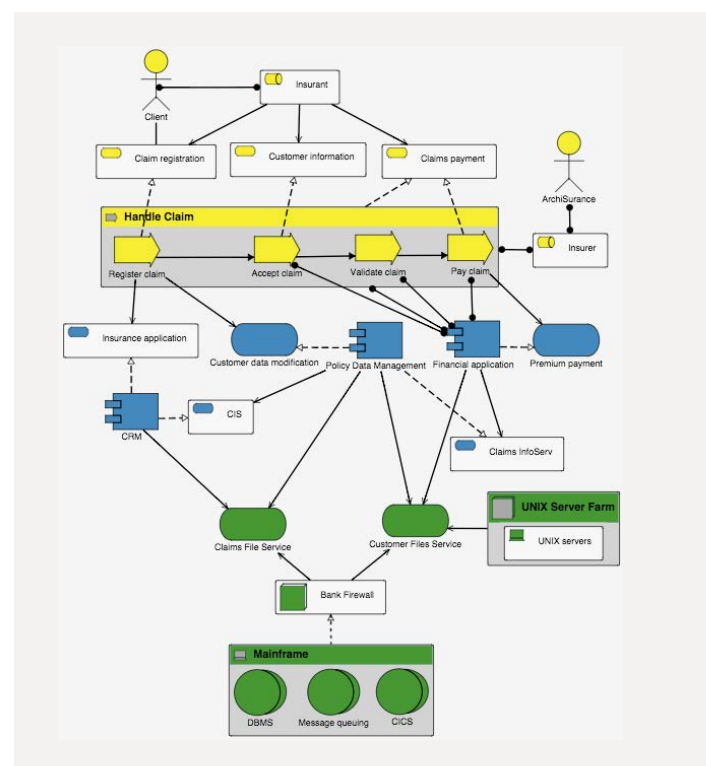 Insurant
Client
Claim registration
Customer information
Claims payment
ArchiSurance
Handle Claim
Insurer
Register claim
Accept claim
Validate claim
Pay claim
Insurance application
Customer data modification
Policy Data Management
Financial application
Premium payment
CIS
CRM
Claims InfoServ
UNIX Server Farm
UNIX servers
Claims File Service
Customer Files Service
Bank Firewall
Mainframe
DBMS
Message queuing
CICS